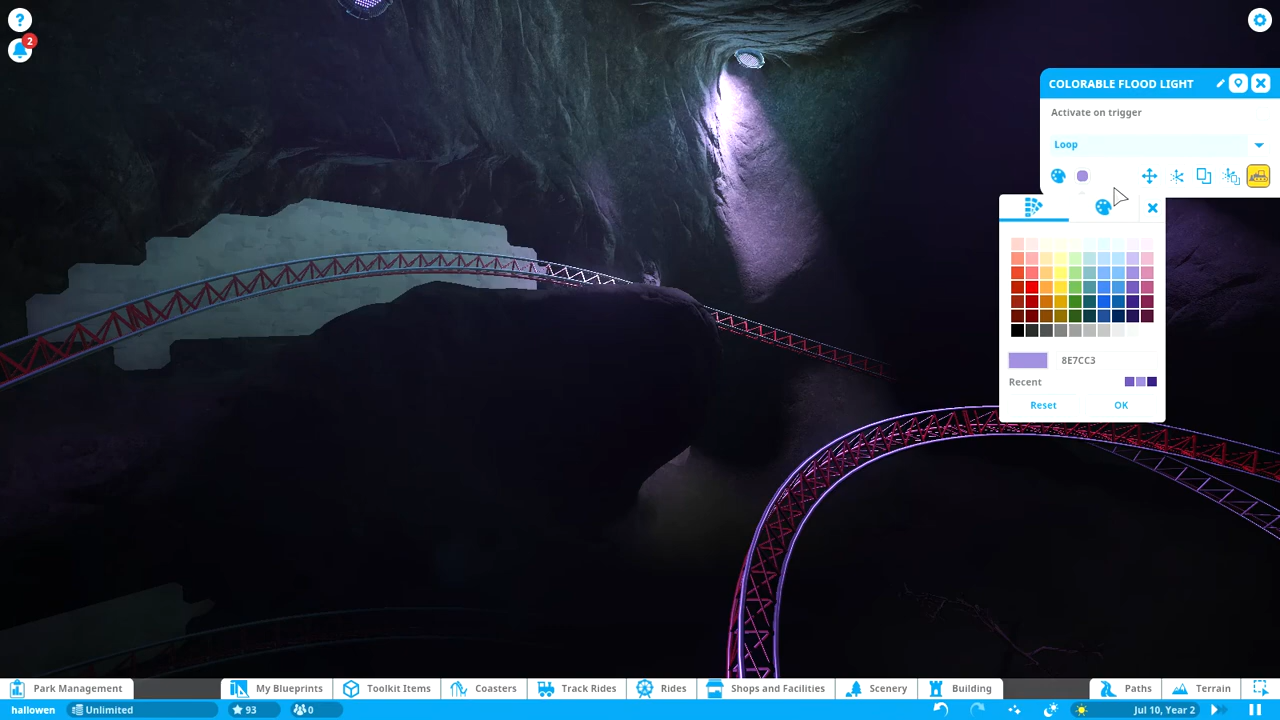 ?
2
COLORABLE FLOOD LIGHT
Activate on trigger
Loop
8E7CC3
Recent
Reset OK
Park Management My Blueprints Toolkit Items Coasters Track Rides Rides Shops and Facilities Scenery Building Paths Terrain
hallowen Unlimited 93 0 Jul 10, Year 2